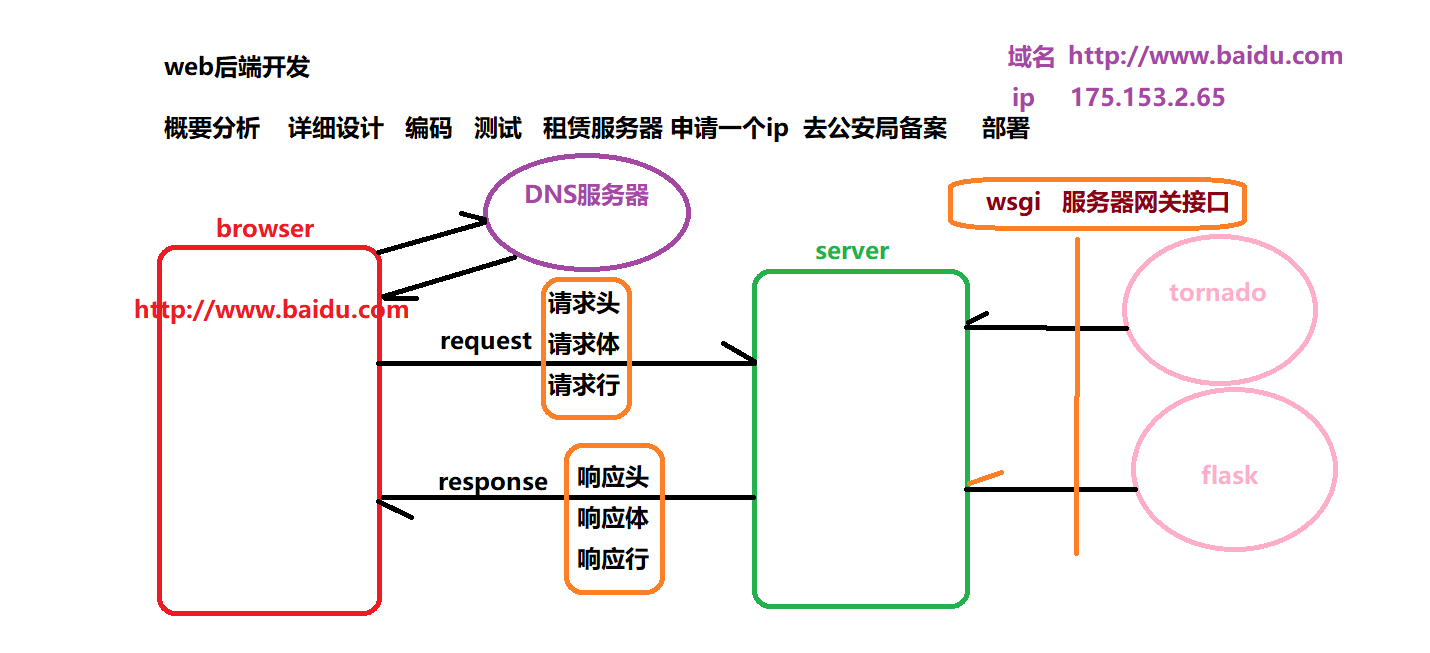 web后端开发
域名 http://www.baidu.com
ip 175.153.2.65
概要分析 详细设计 编码 测试 租赁服务器 申请一个ip 去公安局备案 部署
DNS服务器
wsgi 服务器网关接口
browser
server
http://www.baidu.com
tornado
请求头
request
请求体
请求行
response
响应头
响应体
响应行
flask